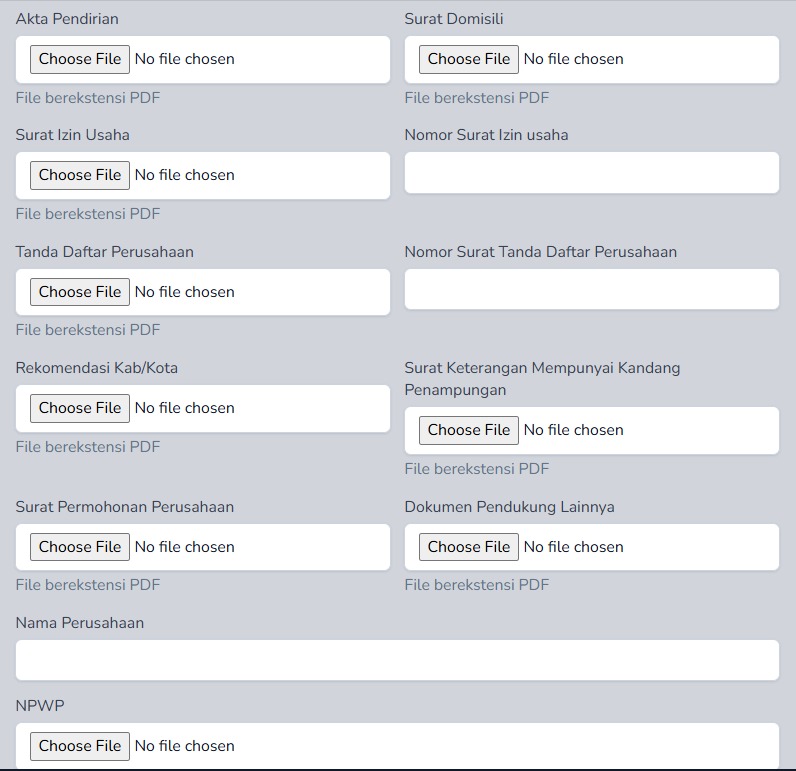 Akta Pendirian
Surat Domisili
Choose File No file chosen
Choose File No file chosen
File berekstensi PDF
File berekstensi PDF
Surat Izin Usaha
Nomor Surat Izin usaha
Choose File No file chosen
File berekstensi PDF
Tanda Daftar Perusahaan
Nomor Surat Tanda Daftar Perusahaan
Choose File No file chosen
File berekstensi PDF
Rekomendasi Kab/Kota
Surat Keterangan Mempunyai Kandang
Penampungan
Choose File No file chosen
Choose File No file chosen
File berekstensi PDF
File berekstensi PDF
Surat Permohonan Perusahaan
Dokumen Pendukung Lainnya
Choose File No file chosen
Choose File No file chosen
File berekstensi PDF
File berekstensi PDF
Nama Perusahaan
NPWP
Choose File No file chosen